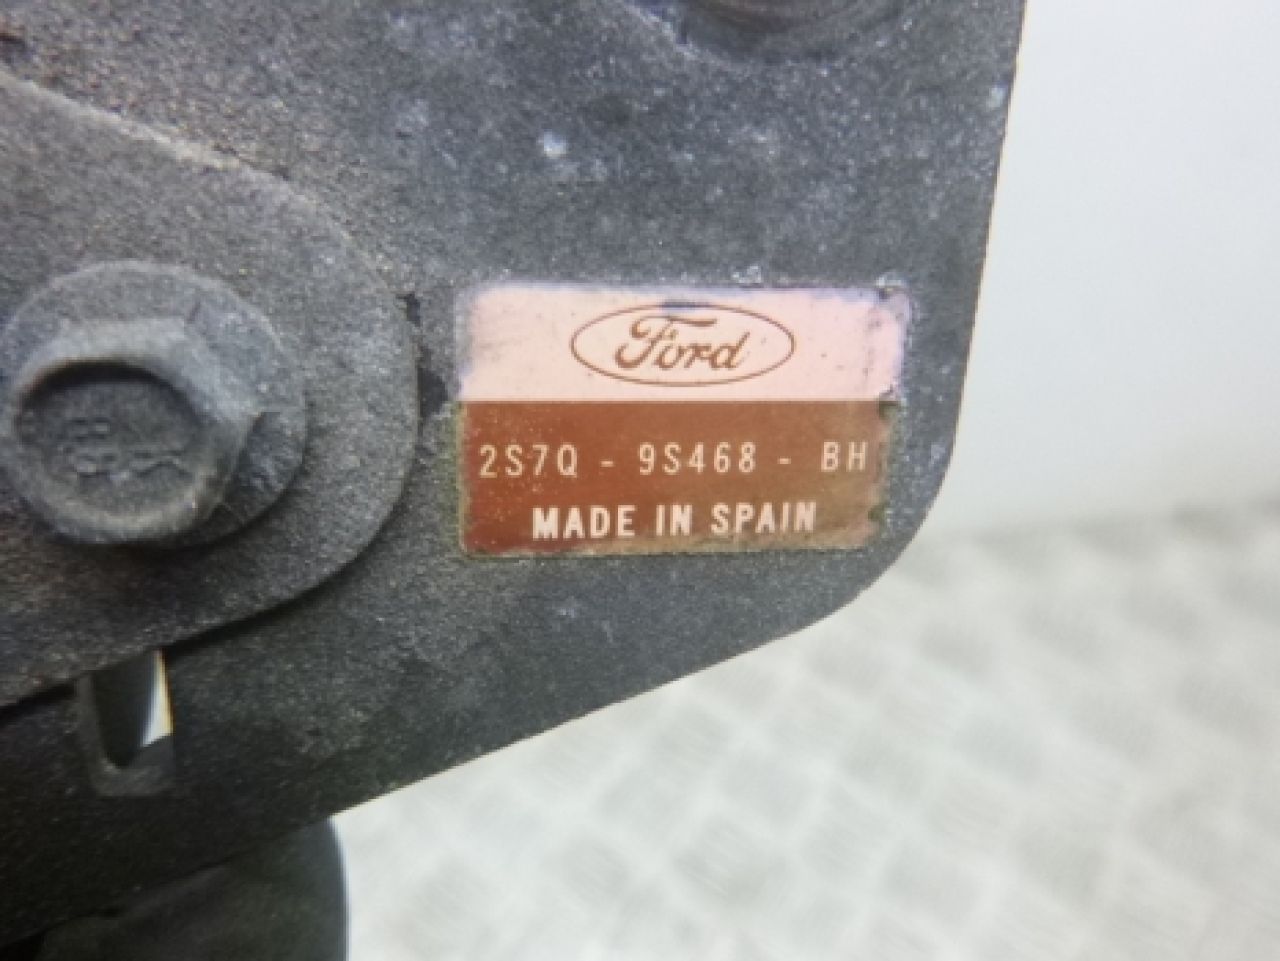 Ford
2S7Q - 9S468 - BH
MADE IN SPAIN